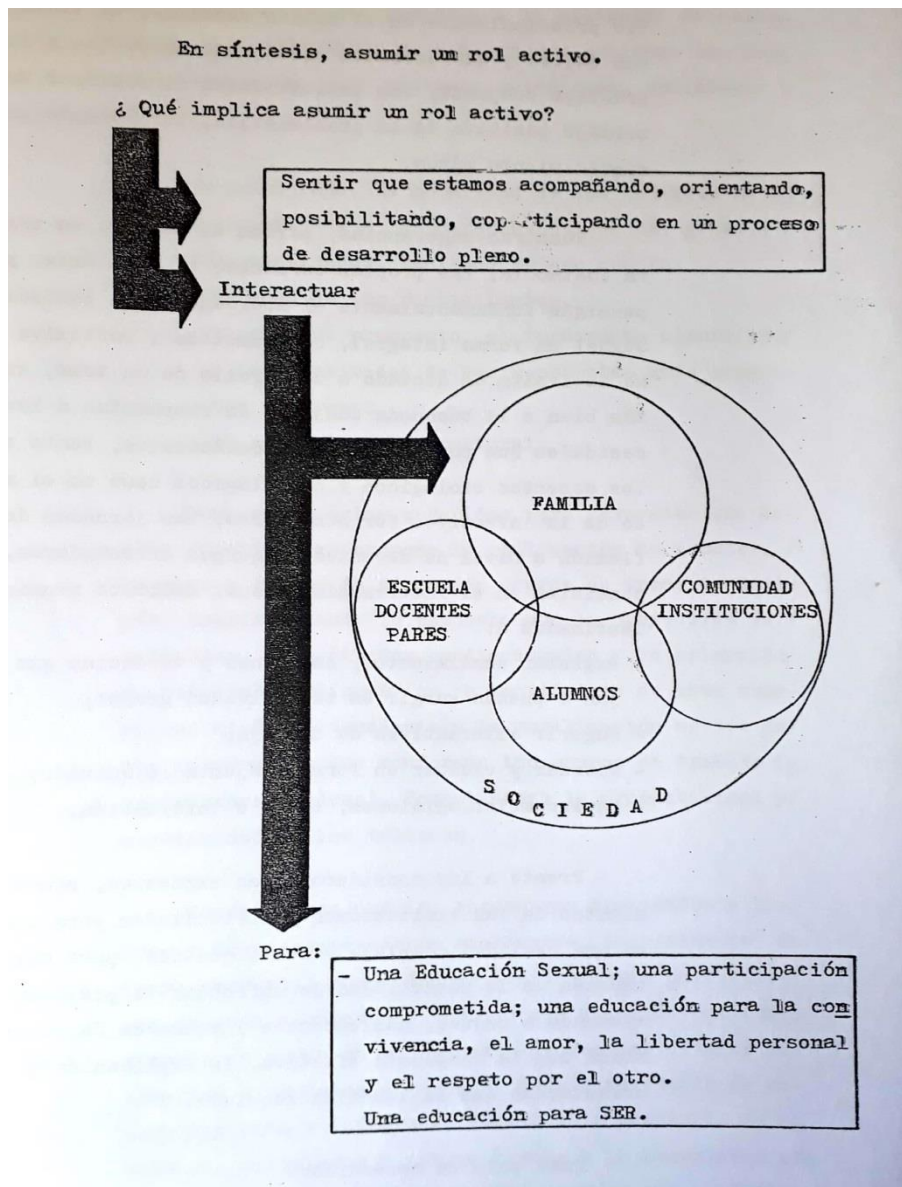 En síntesis, asumir um rol activo.
¿ Qué implica asumir un rol activo?
Sentir que estamos acompañando, orientando,
posibilitando, coparticipando en un proceso
de desarrollo pleno.
Interactuar
FAMILIA
ESCUELA
DOCENTES
PARES
COMUNIDAD
INSTITUCIONES
ALUMNOS
SOCIEDAD
Para:
- Una Educación Sexual; una participación
comprometida; una educación para la con
vivencia, el amor, la libertad personal
y el respeto por el otro.
Una educación para SER.